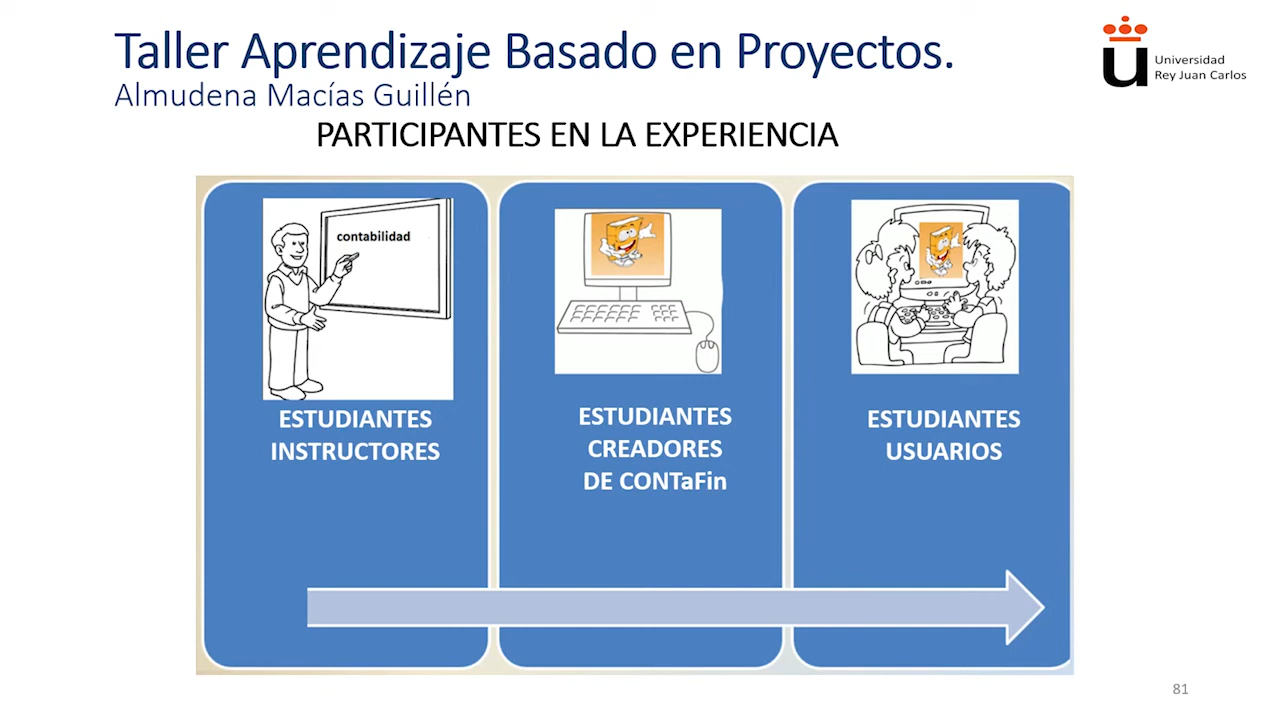 Taller Aprendizaje Basado en Proyectos.
Almudena Macías Guillén
Universidad
Rey Juan Carlos
PARTICIPANTES EN LA EXPERIENCIA
contabilidad
ESTUDIANTES
INSTRUCTORES
ESTUDIANTES
CREADORES
DE CONTaFin
ESTUDIANTES
USUARIOS
81